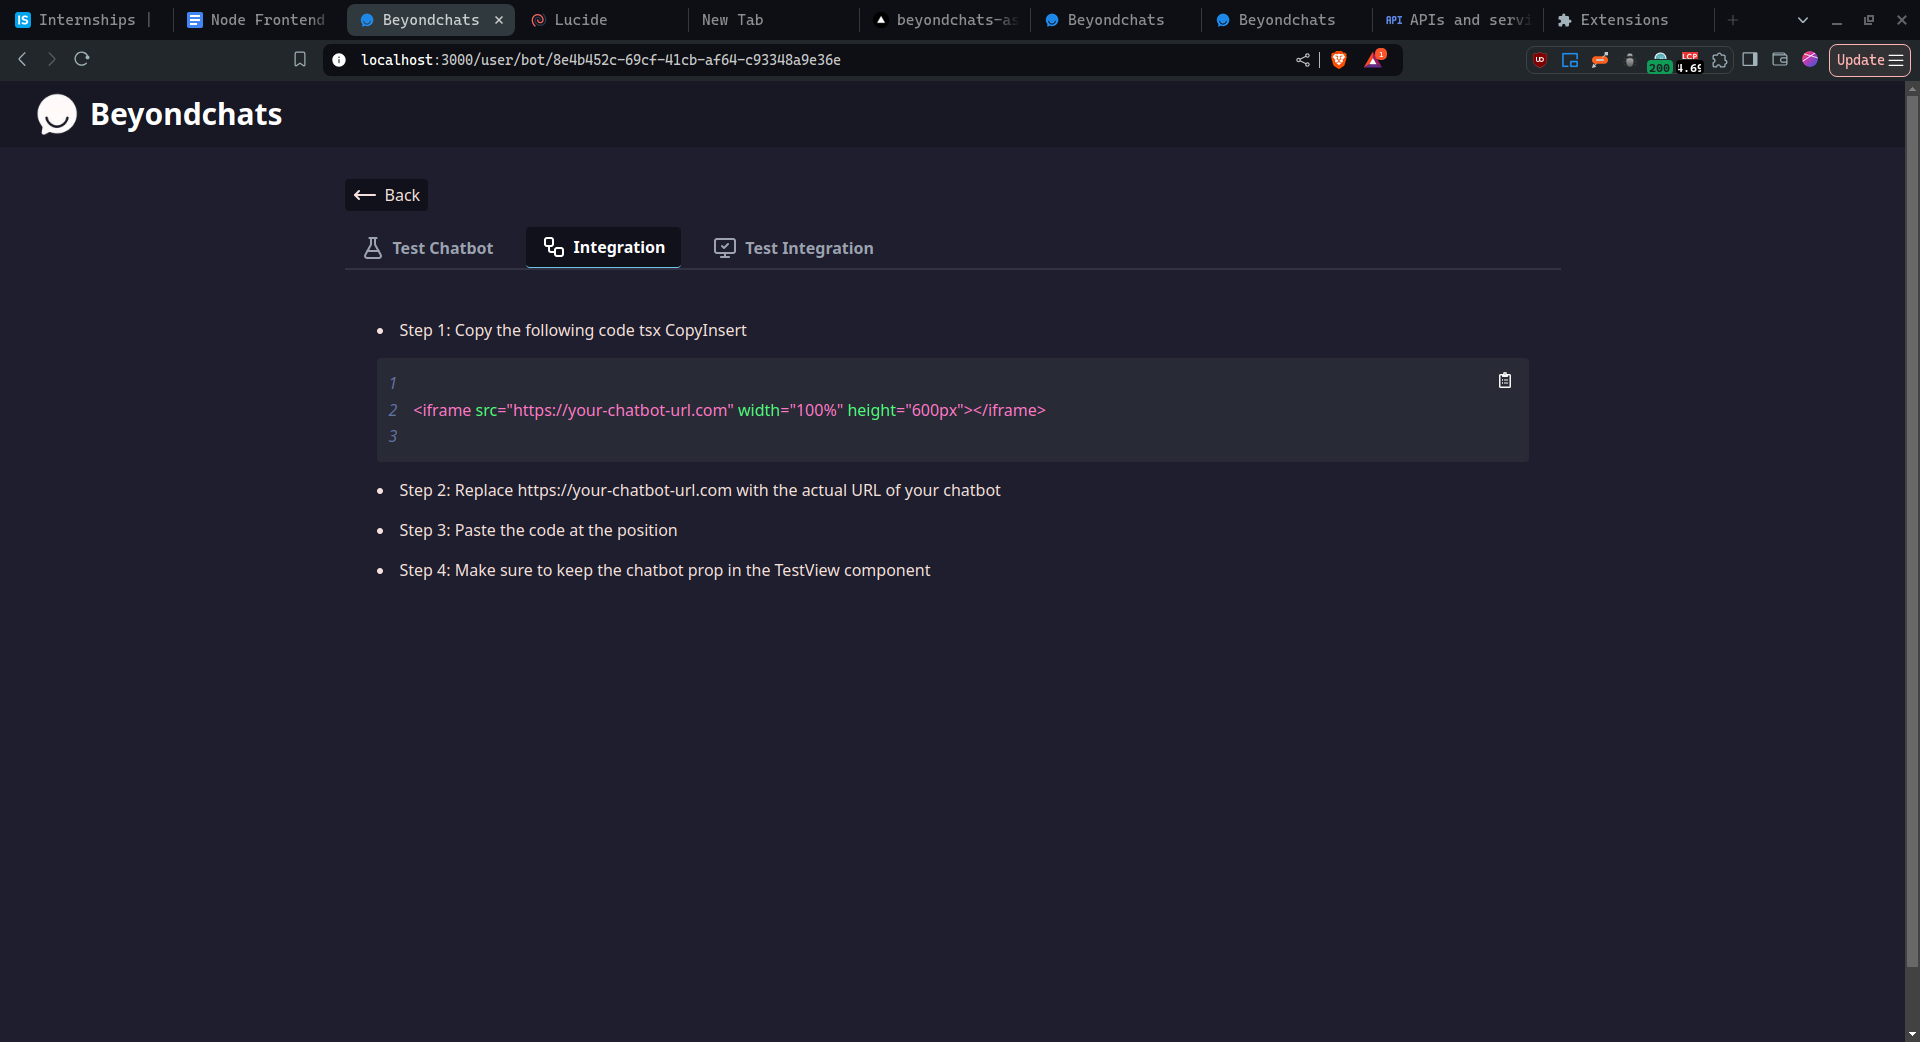 Internships |
Node Frontend
Beyondchats
Lucide
New Tab
beyondchats-as
Beyondchats
Beyondchats
API APIs and servi
Extensions
localhost:3000/user/bot/8e4b452c-69cf-41cb-af64-c93348a9e36e
1
200
LCP
4.69
Update
Beyondchats
Back
Test Chatbot
Integration
Test Integration
Step 1: Copy the following code tsx CopyInsert
1
2 <iframe src="https://your-chatbot-url.com" width="100%" height="600px"></iframe>
3
Step 2: Replace https://your-chatbot-url.com with the actual URL of your chatbot
Step 3: Paste the code at the position
Step 4: Make sure to keep the chatbot prop in the TestView component